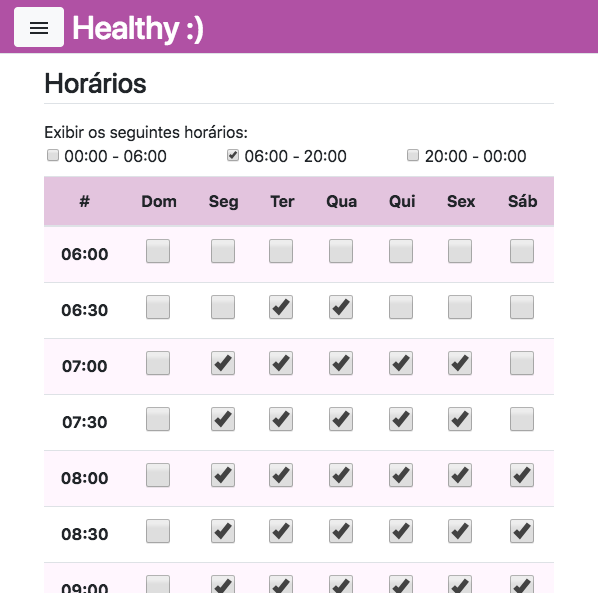 Healthy :)
Horários
Exibir os seguintes horários:
00:00 - 06:00 06:00 - 20:00 20:00 - 00:00
# Dom Seg Ter Qua Qui Sex Sáb
06:00
06:30
07:00
07:30
08:00
08:30
09:00